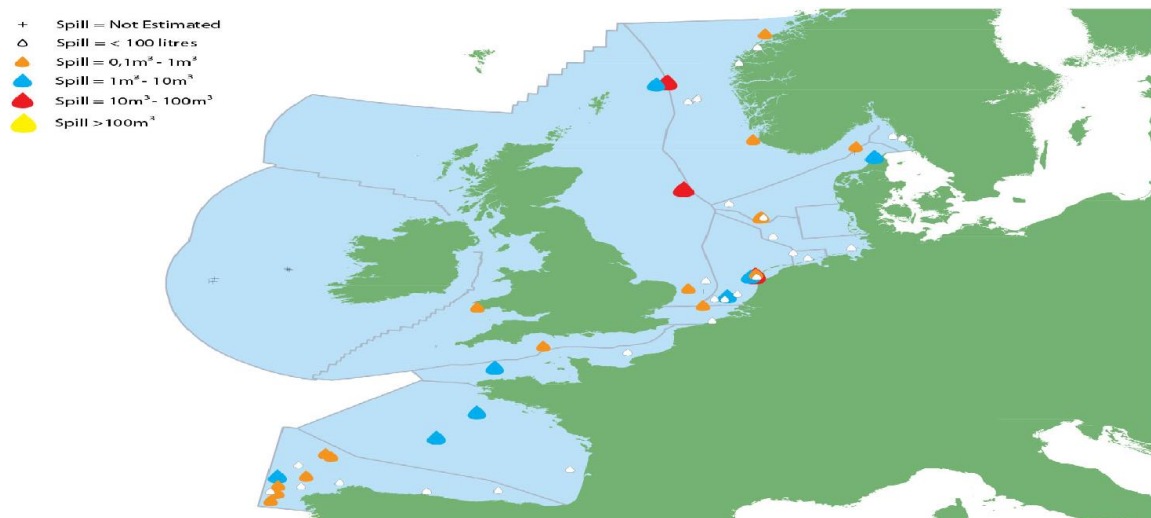 Spill = Not Estimated
Spill = < 100 litres
Spill = 0,1m³ - 1m³
Spill = 1m³ - 10m³
Spill = 10m³ - 100m³
Spill >100m³